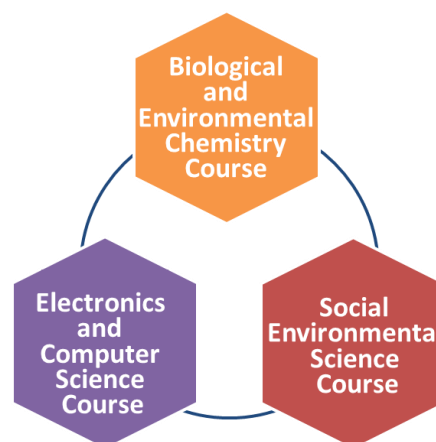 Biological
and
Environmental
Chemistry
Course
Electronics
and
Computer
Science
Course
Social
Environmenta
Science
Course